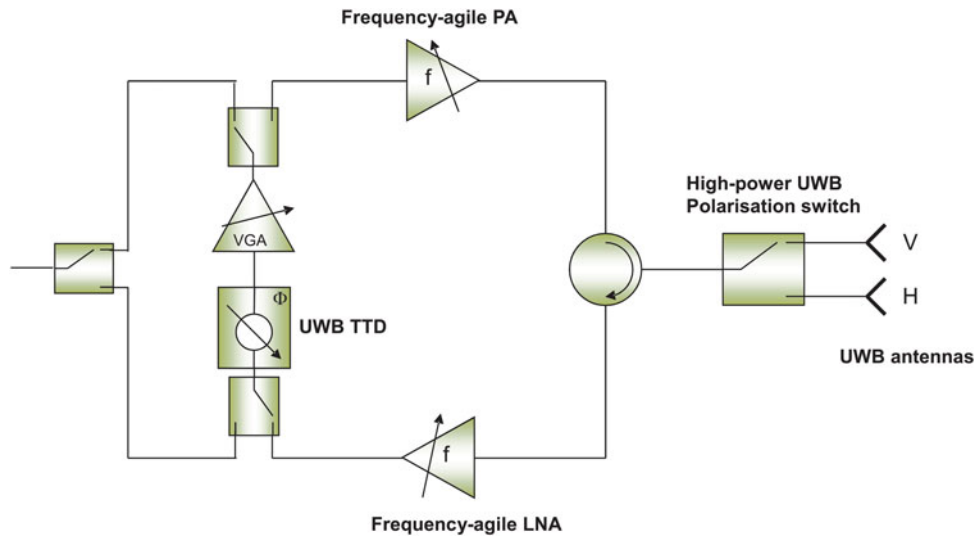 Frequency-agile PA
f
High-power UWB
Polarisation switch
VGA
V
Φ
H
UWB TTD
UWB antennas
f
Frequency-agile LNA